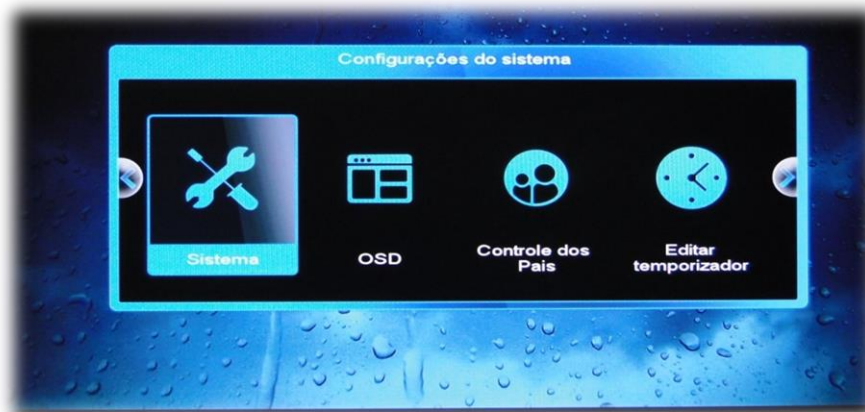 Configurações do sistema
Sistema
OSD
Controle dos
Pais
Editar
temporizador